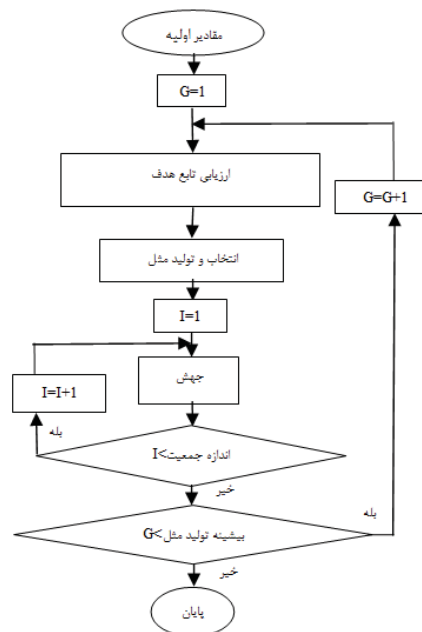 مقادیر اولیه
G=1
ارزیابی تابع هدف
G=G+1
انتخاب و تولید مثل
I=1
جهش
I=I+1
بله
اندازه جمعیت>I
خیر
بیشینه تولید مثل>G
بله
خیر
پایان